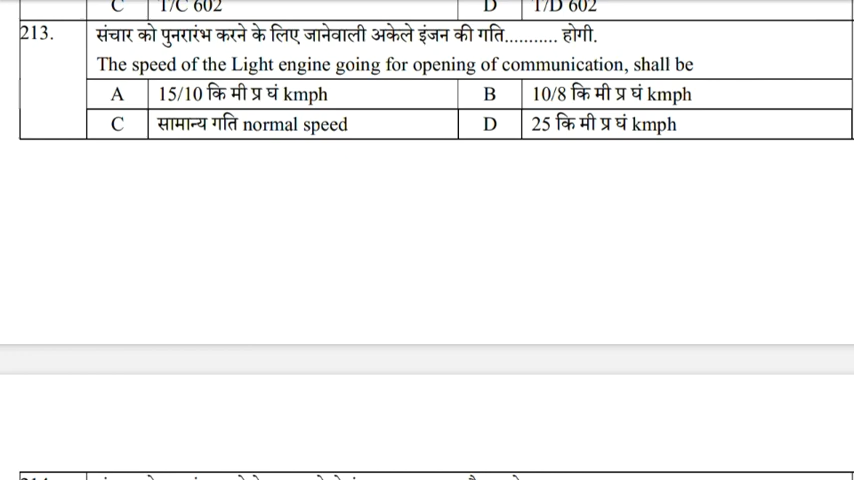 C T/C 602 D T/D 602
213. संचार को पुनरारंभ करने के लिए जानेवाली अकेले इंजन की गति........... होगी.
The speed of the Light engine going for opening of communication, shall be
A 15/10 कि मी प्र घं kmph B 10/8 कि मी प्र घं kmph
C सामान्य गति normal speed D 25 कि मी प्र घं kmph